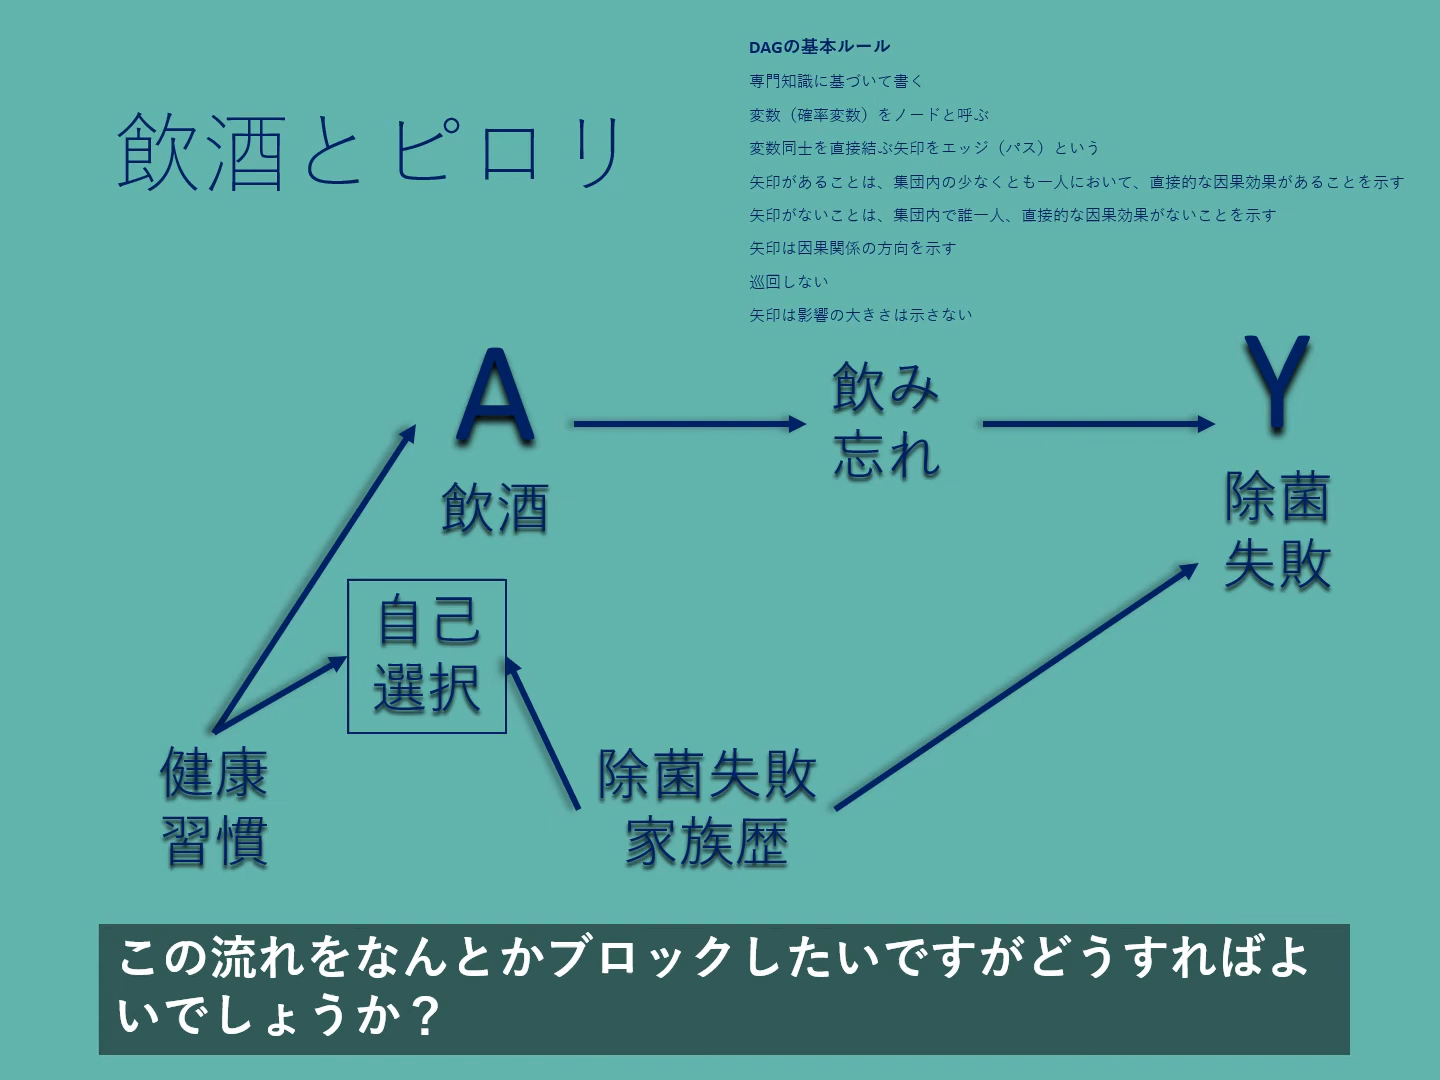 飲酒とピロリ
DAGの基本ルール
専門知識に基づいて書く
変数（確率変数）をノードと呼ぶ
変数同士を直接結ぶ矢印をエッジ（パス）という
矢印があることは、集団内の少なくとも一人において、直接的な因果効果があることを示す
矢印がないことは、集団内で誰一人、直接的な因果効果がないことを示す
矢印は因果関係の方向を示す
巡回しない
矢印は影響の大きさは示さない
A
飲酒
飲み
忘れ
Y
除菌
失敗
自己
選択
健康
習慣
除菌失敗
家族歴
この流れをなんとかブロックしたいですがどうすればよ
いでしょうか？